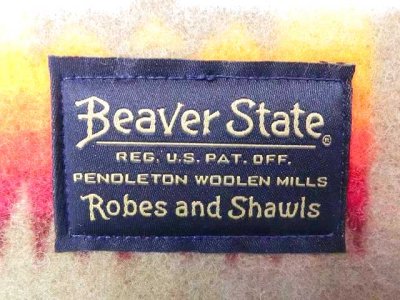 Beaver State®
REG. U.S. PAT. OFF.
PENDLETON WOOLEN MILLS
Robes and Shawls